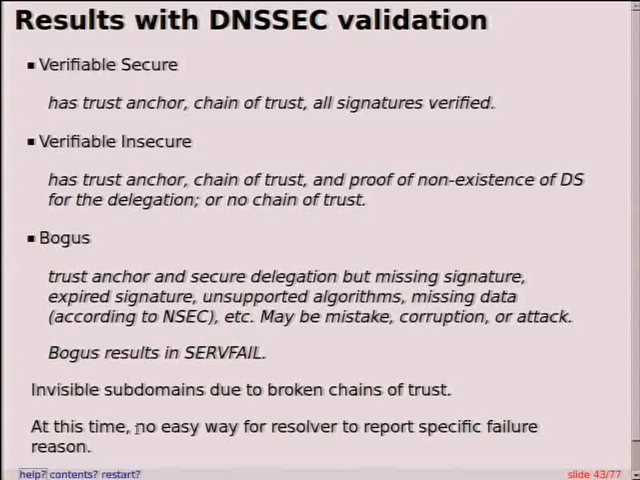 Results with DNSSEC validation
Verifiable Secure
has trust anchor, chain of trust, all signatures verified.
Verifiable Insecure
has trust anchor, chain of trust, and proof of non-existence of DS
for the delegation; or no chain of trust.
Bogus
trust anchor and secure delegation but missing signature,
expired signature, unsupported algorithms, missing data
(according to NSEC), etc. May be mistake, corruption, or attack.
Bogus results in SERVFAIL.
Invisible subdomains due to broken chains of trust.
At this time, no easy way for resolver to report specific failure
reason.
help? contents? restart? slide 43/77